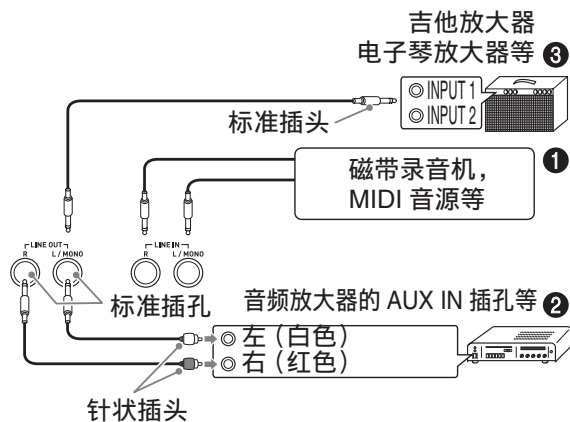 吉他放大器
电子琴放大器等 ❸
INPUT 1
INPUT 2
标准插头
❶
磁带录音机，
MIDI 音源等
LINE OUT
R L / MONO
LINE IN
R L / MONO
标准插孔
音频放大器的 AUX IN 插孔等 ❷
左（白色）
右（红色）
针状插头